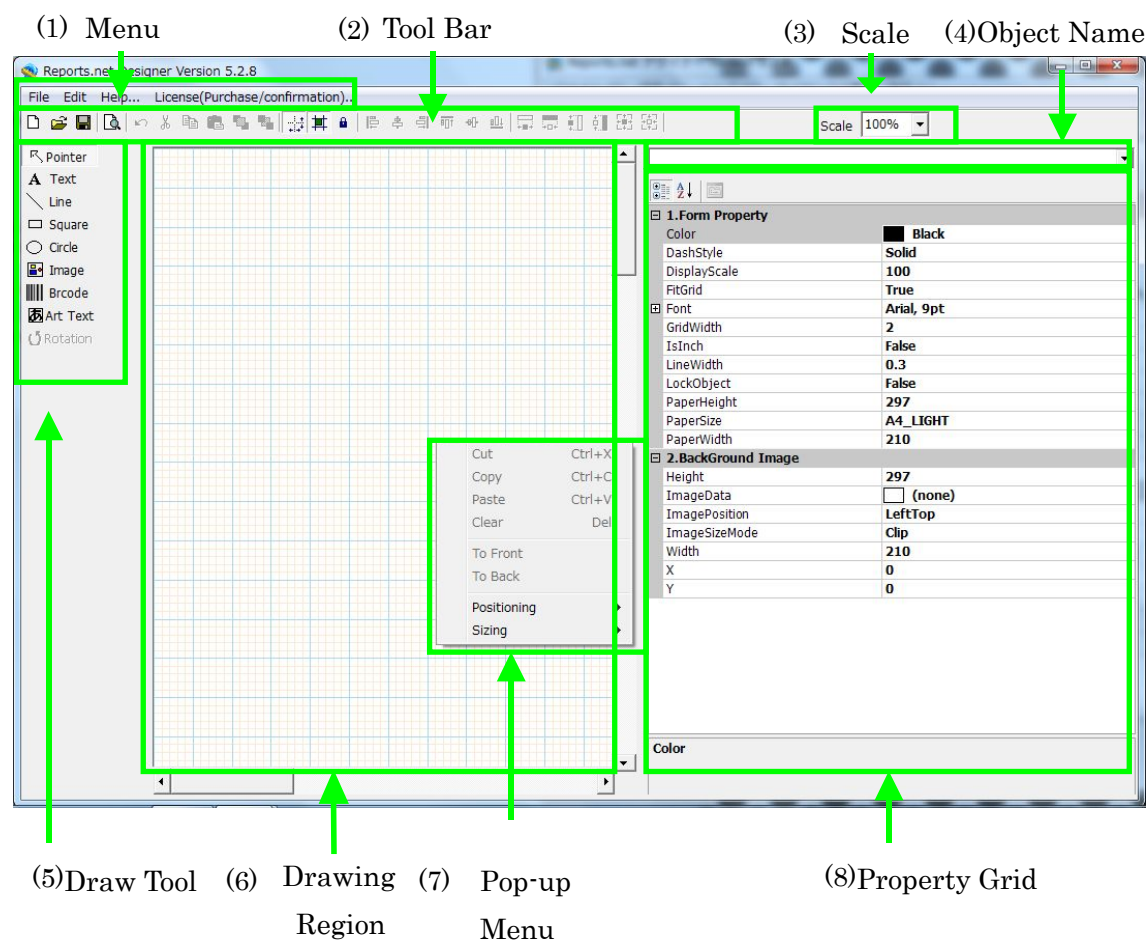 (1) Menu
(2) Tool Bar
(3) Scale
(4)Object Name
Reports.net Designer Version 5.2.8
File Edit Help... License(Purchase/confirmation)..
Scale 100%
Pointer
A Text
Line
Square
Circle
Image
Brcode
あ Art Text
Rotation
1.Form Property
Color Black
DashStyle Solid
DisplayScale 100
FitGrid True
Font Arial, 9pt
GridWidth 2
IsInch False
LineWidth 0.3
LockObject False
PaperHeight 297
PaperSize A4_LIGHT
PaperWidth 210
2.BackGround Image
Height 297
ImageData (none)
ImagePosition LeftTop
ImageSizeMode Clip
Width 210
X 0
Y 0
Color
Cut Ctrl+X
Copy Ctrl+C
Paste Ctrl+V
Clear Del
To Front
To Back
Positioning
Sizing
(5)Draw Tool
(6) Drawing
Region
(7) Pop-up
Menu
(8)Property Grid